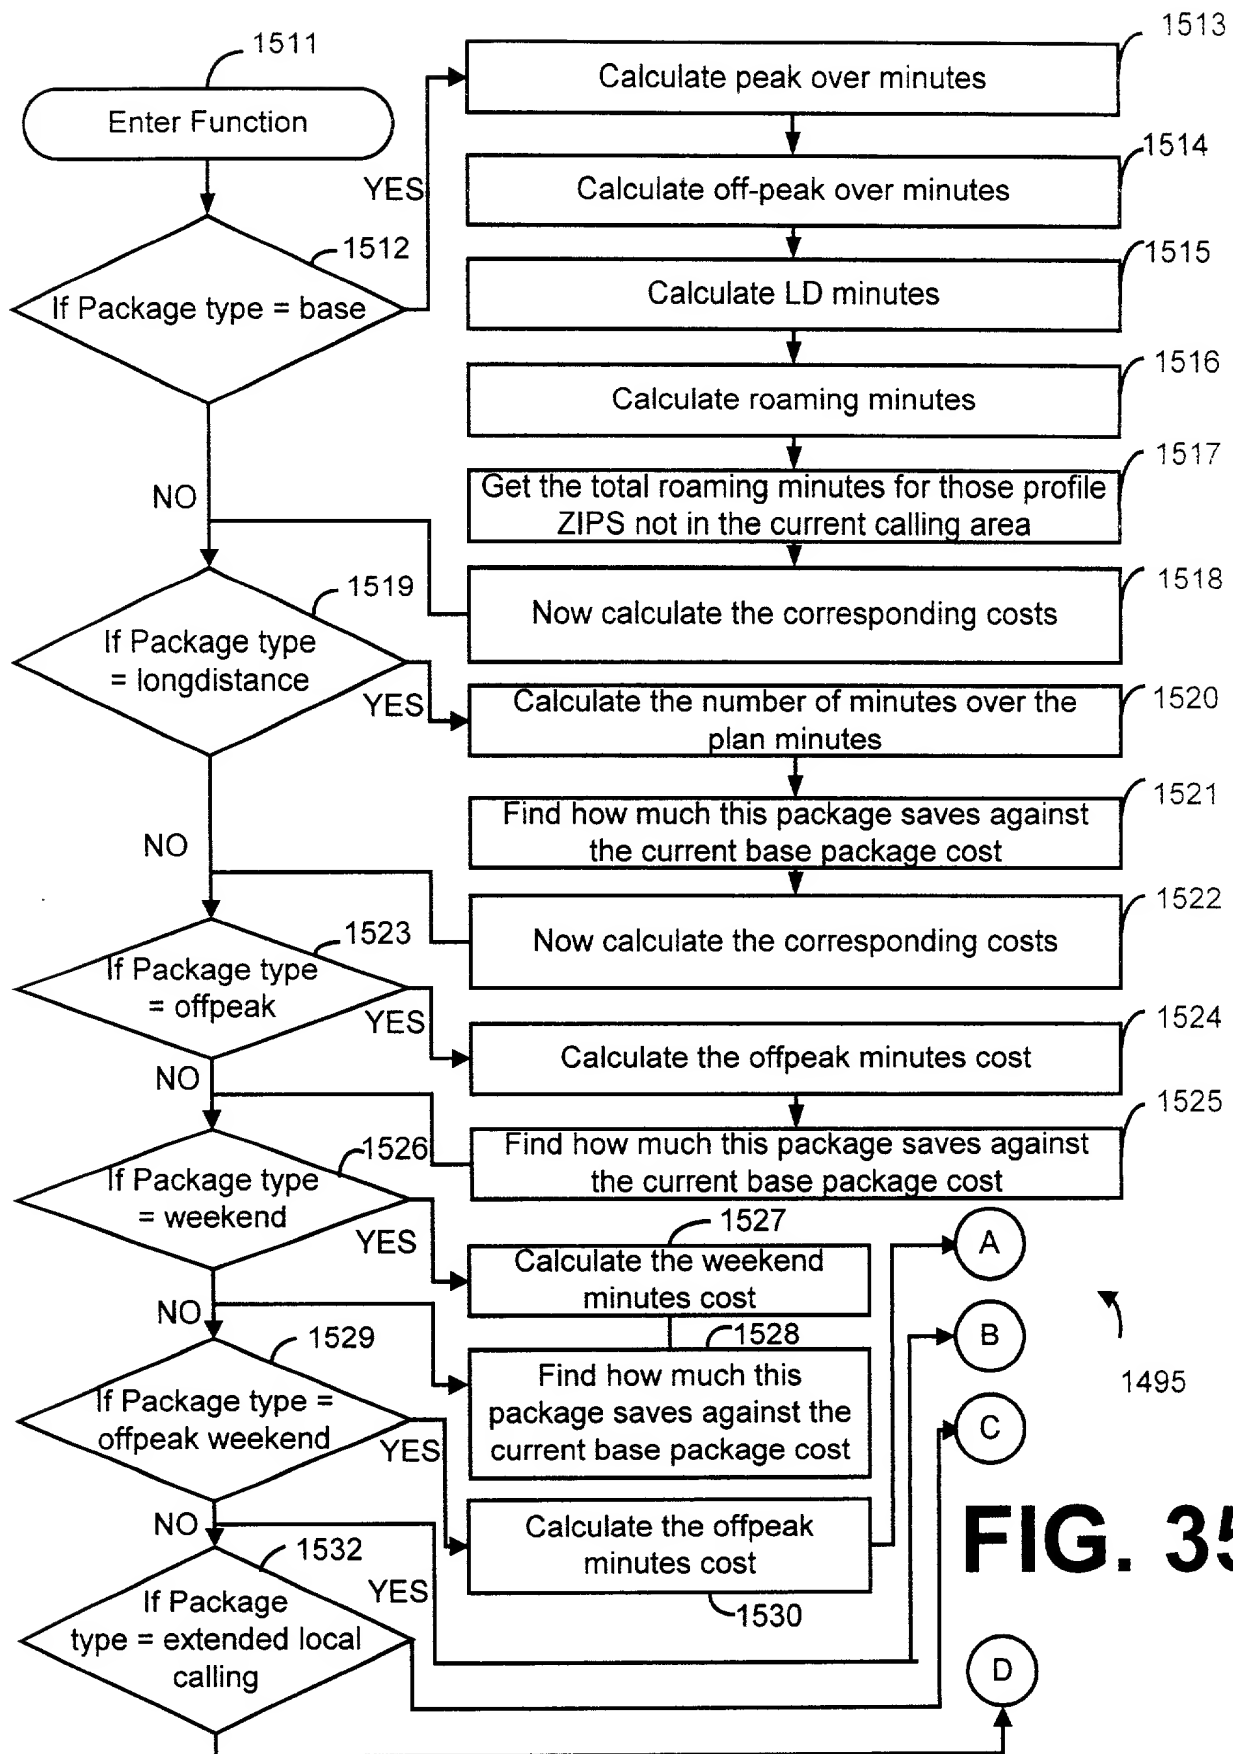 1511
Enter Function
YES
1512
If Package type = base
1513
Calculate peak over minutes
1514
Calculate off-peak over minutes
1515
Calculate LD minutes
1516
Calculate roaming minutes
1517
Get the total roaming minutes for those profile
ZIPS not in the current calling area
1518
Now calculate the corresponding costs
NO
1519
If Package type
= longdistance
YES
1520
Calculate the number of minutes over the
plan minutes
1521
Find how much this package saves against
the current base package cost
1522
Now calculate the corresponding costs
NO
1523
If Package type
= offpeak
YES
1524
Calculate the offpeak minutes cost
1525
Find how much this package saves against
the current base package cost
NO
1526
If Package type
= weekend
YES
1527
Calculate the weekend
minutes cost
1528
Find how much this
package saves against the
current base package cost
NO
1529
If Package type =
offpeak weekend
YES
Calculate the offpeak
minutes cost
1530
NO
1532
If Package
type = extended local
calling
YES
A
B
C
D
1495
FIG. 35